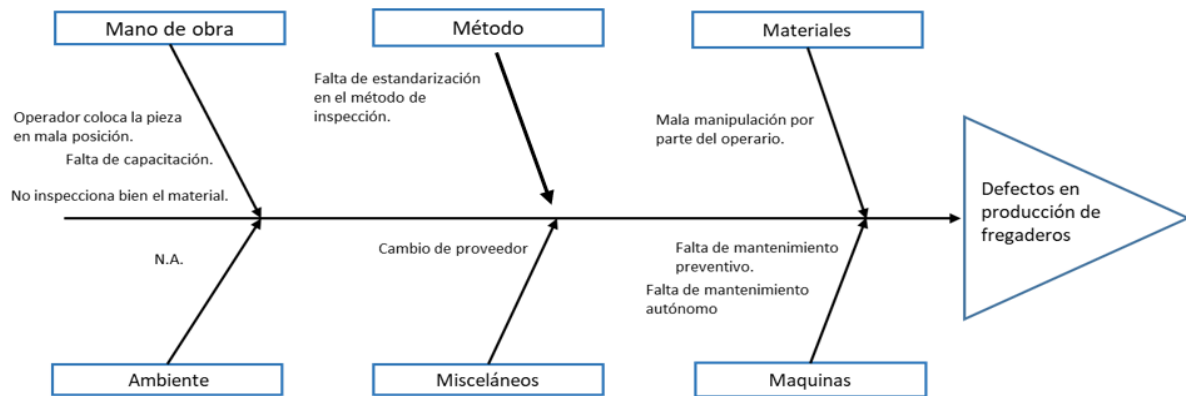 Mano de obra
Método
Materiales
Falta de estandarización
en el método de
inspección.
Operador coloca la pieza
en mala posición.
Falta de capacitación.
No inspecciona bien el material.
Mala manipulación por
parte del operario.
Defectos en
producción de
fregaderos
N.A.
Cambio de proveedor
Falta de mantenimiento
preventivo.
Falta de mantenimiento
autónomo
Ambiente
Misceláneos
Maquinas